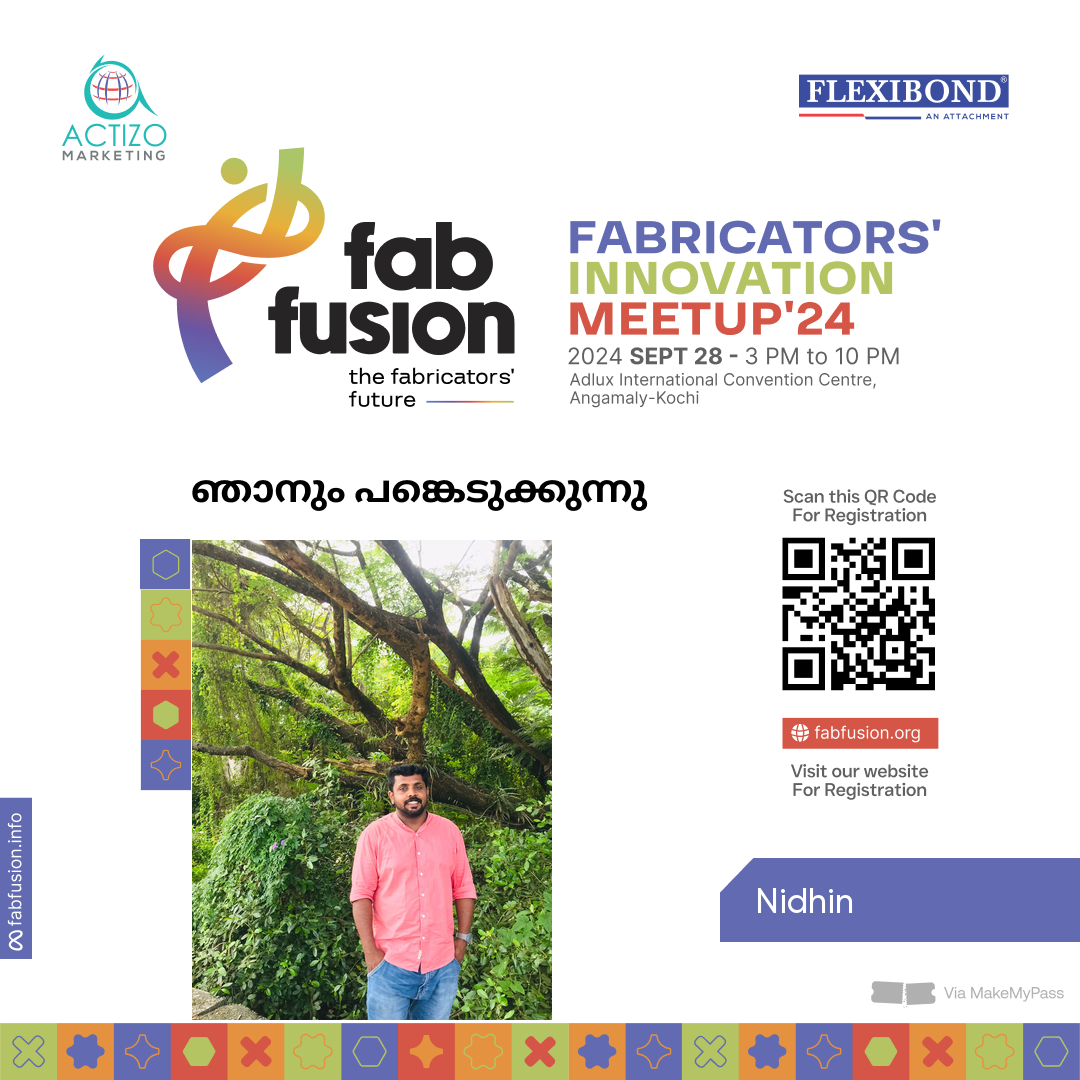 ACTIZO
MARKETING
FLEXIBOND®
AN ATTACHMENT
fab
fusion
the fabricators'
future
FABRICATORS'
INNOVATION
MEETUP'24
2024 SEPT 28 - 3 PM to 10 PM
Adlux International Convention Centre,
Angamaly-Kochi
ഞാനും പങ്കെടുക്കുന്നു
Scan this QR Code
For Registration
fabfusion.org
Visit our website
For Registration
fabfusion.info
Nidhin
Via MakeMyPass